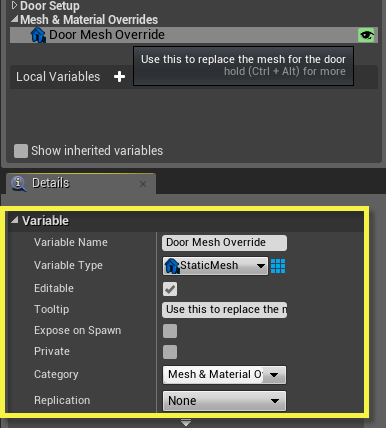 Door Setup
Mesh & Material Overrides
Door Mesh Override
Use this to replace the mesh for the door
hold (Ctrl + Alt) for more
Local Variables +
Show inherited variables
Details
Variable
Variable Name Door Mesh Override
Variable Type StaticMesh
Editable
Tooltip Use this to replace the m
Expose on Spawn
Private
Category Mesh & Material O
Replication None